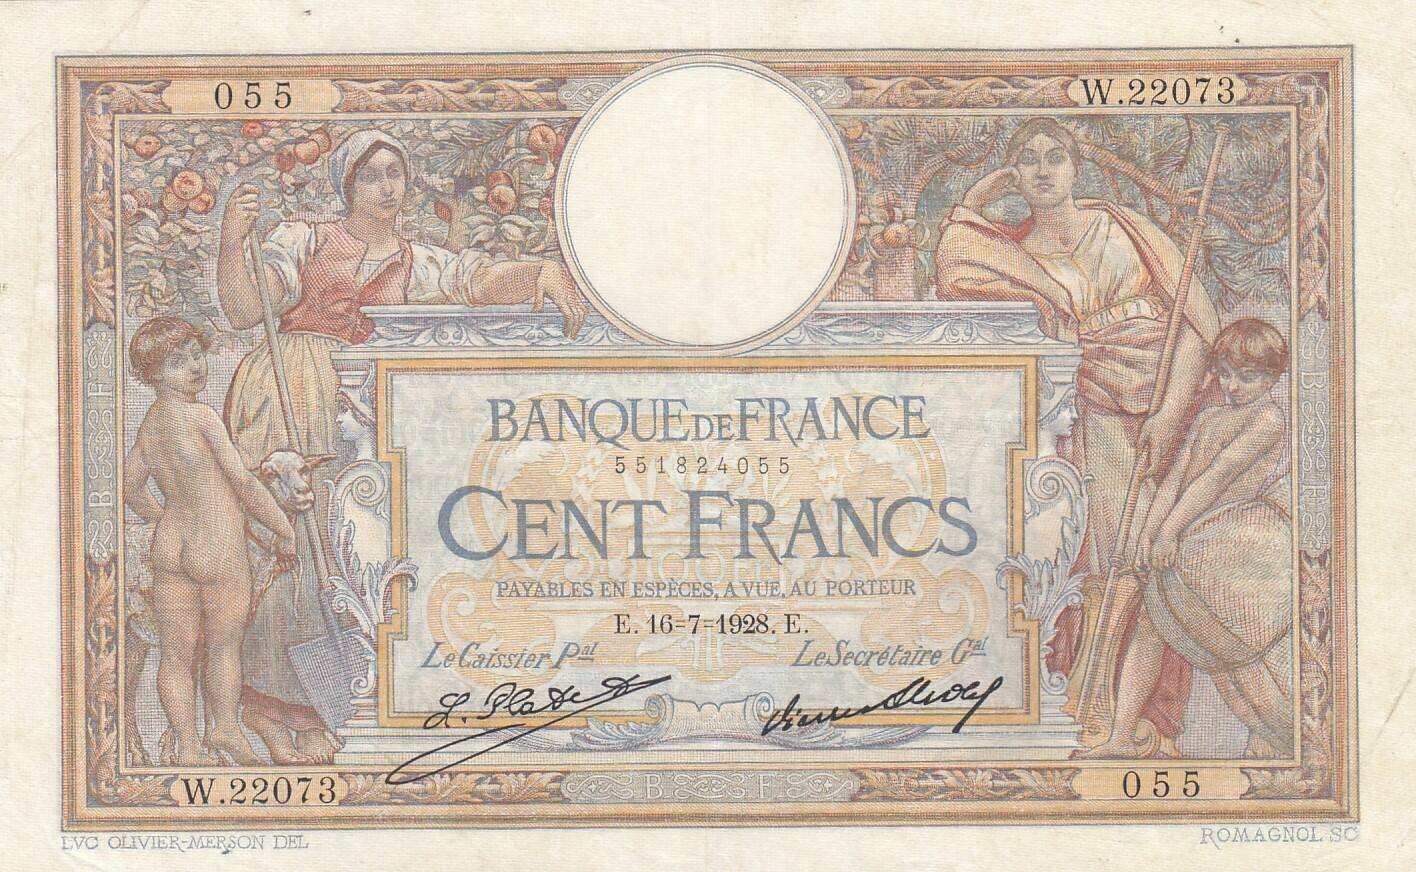 055
W.22073
BANQUE DE FRANCE
551824055
CENT FRANCS
PAYABLES EN ESPÈCES, A VUE, AU PORTEUR
E. 16=7=1928. E.
Le Caissier Pal
Le Secrétaire Gal
W.22073
055
B F
B F
B F
LVC OLIVIER-MERSON DEL
ROMAGNOL SC